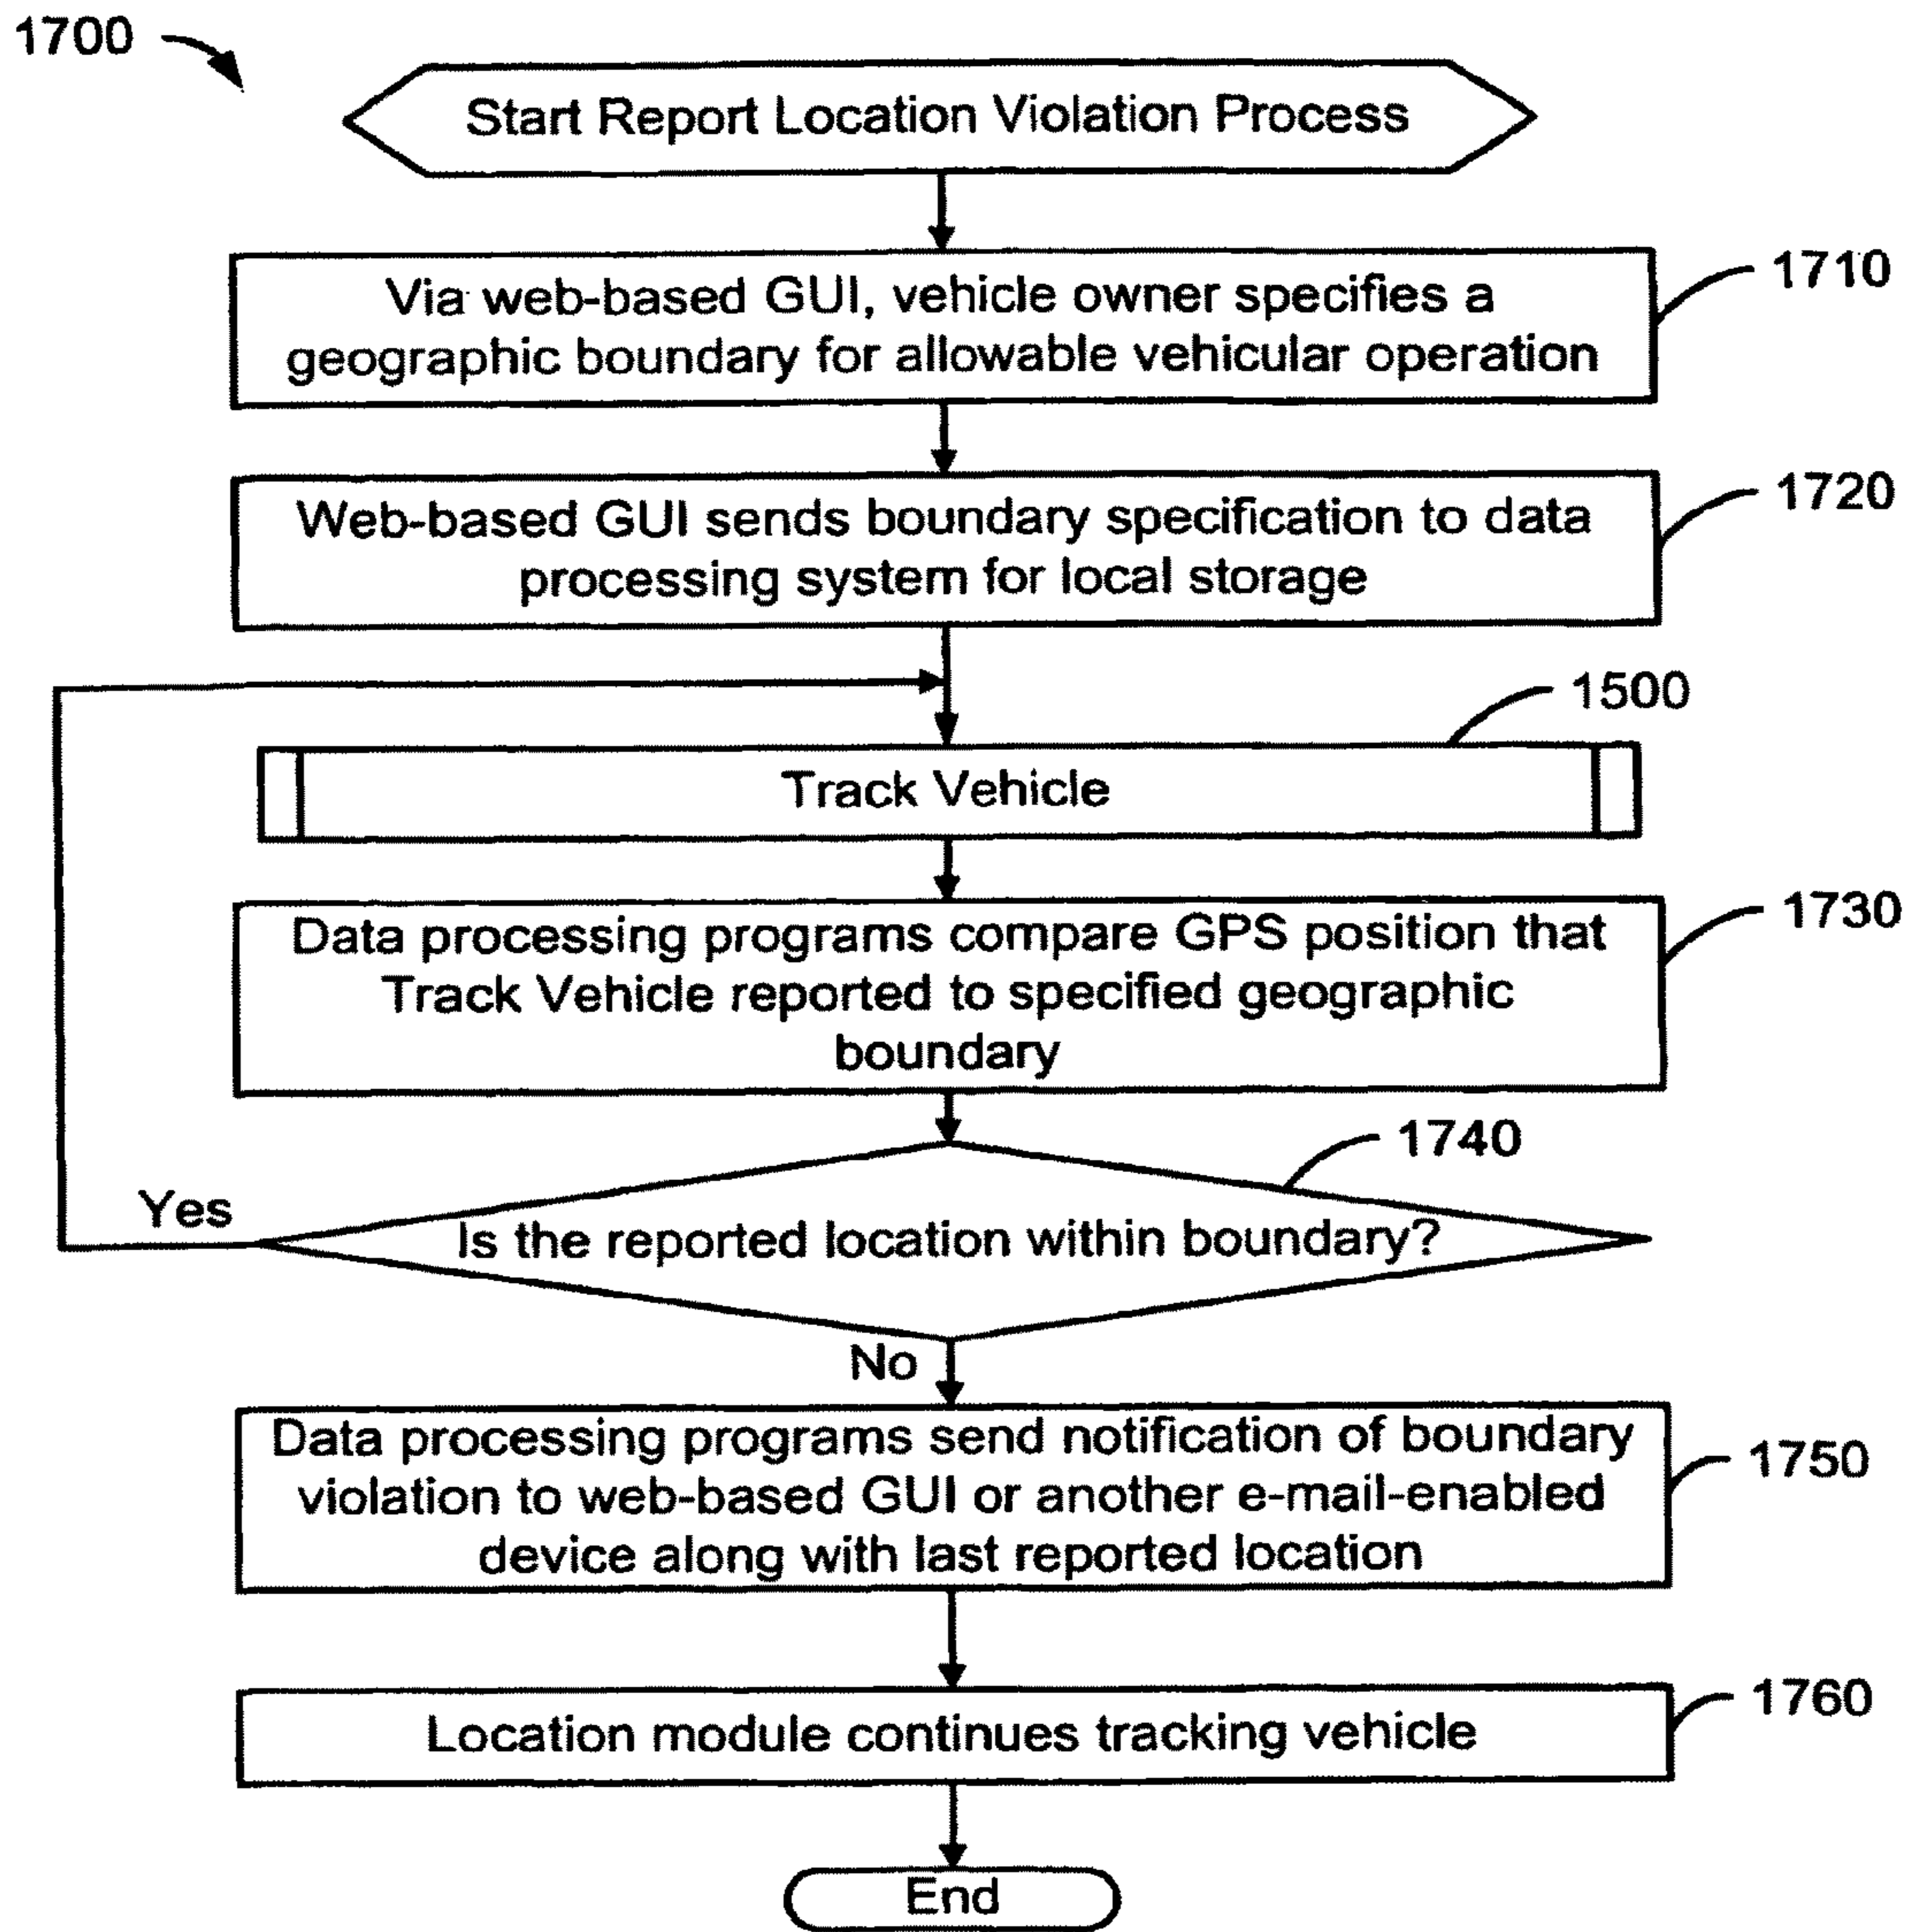 1700
Start Report Location Violation Process
1710
Via web-based GUI, vehicle owner specifies a
geographic boundary for allowable vehicular operation
1720
Web-based GUI sends boundary specification to data
processing system for local storage
1500
Track Vehicle
1730
Data processing programs compare GPS position that
Track Vehicle reported to specified geographic
boundary
1740
Yes
Is the reported location within boundary?
No
Data processing programs send notification of boundary
1750
violation to web-based GUI or another e-mail-enabled
device along with last reported location
1760
Location module continues tracking vehicle
End